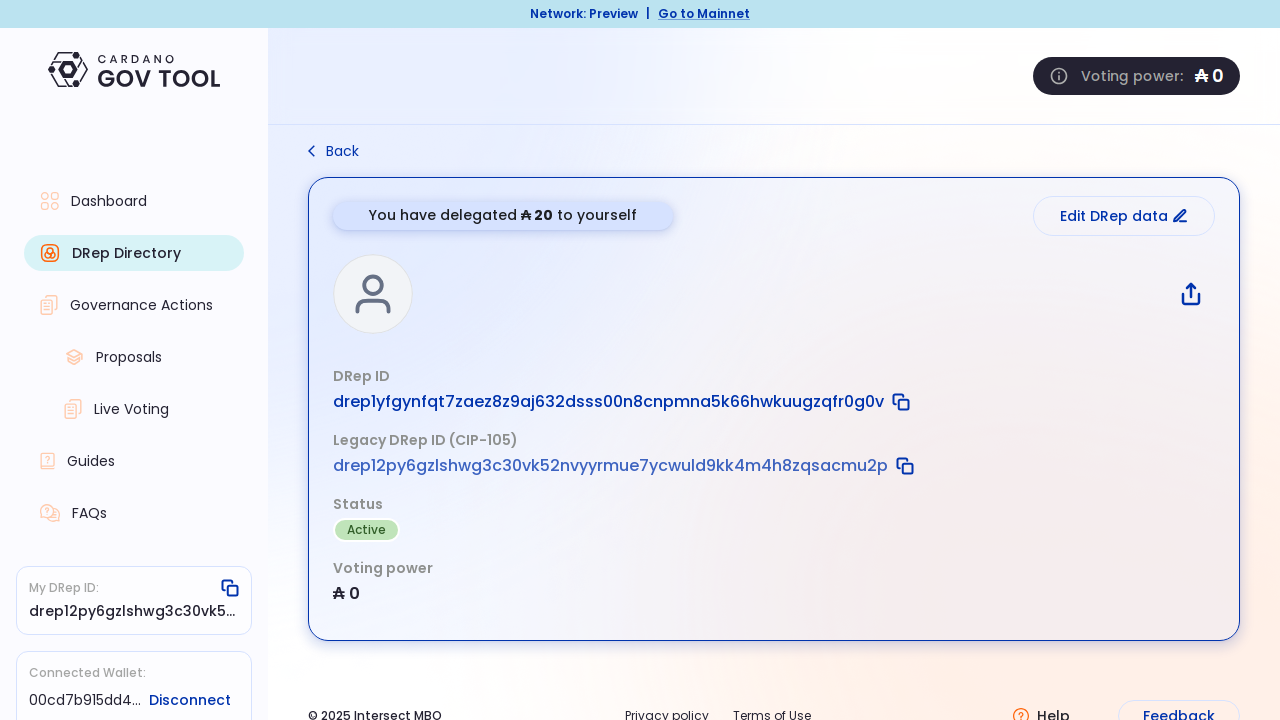 Network: Preview | Go to Mainnet
CARDANO
GOV TOOL
Voting power: ₳ 0
Back
Dashboard
DRep Directory
Governance Actions
Proposals
Live Voting
Guides
FAQs
My DRep ID:
drep12py6gzlshwg3c30vk5...
Connected Wallet:
00cd7b915dd4... Disconnect
You have delegated ₳ 20 to yourself
Edit DRep data
DRep ID
drep1yfgynfqt7zaez8z9aj632dsss00n8cnpmna5k66hwkuugzqfr0g0v
Legacy DRep ID (CIP-105)
drep12py6gzlshwg3c30vk52nvyyrmue7ycwuld9kk4m4h8zqsacmu2p
Status
Active
Voting power
₳ 0
© 2025 Intersect MBO
Privacy policy
Terms of Use
Help
Feedback